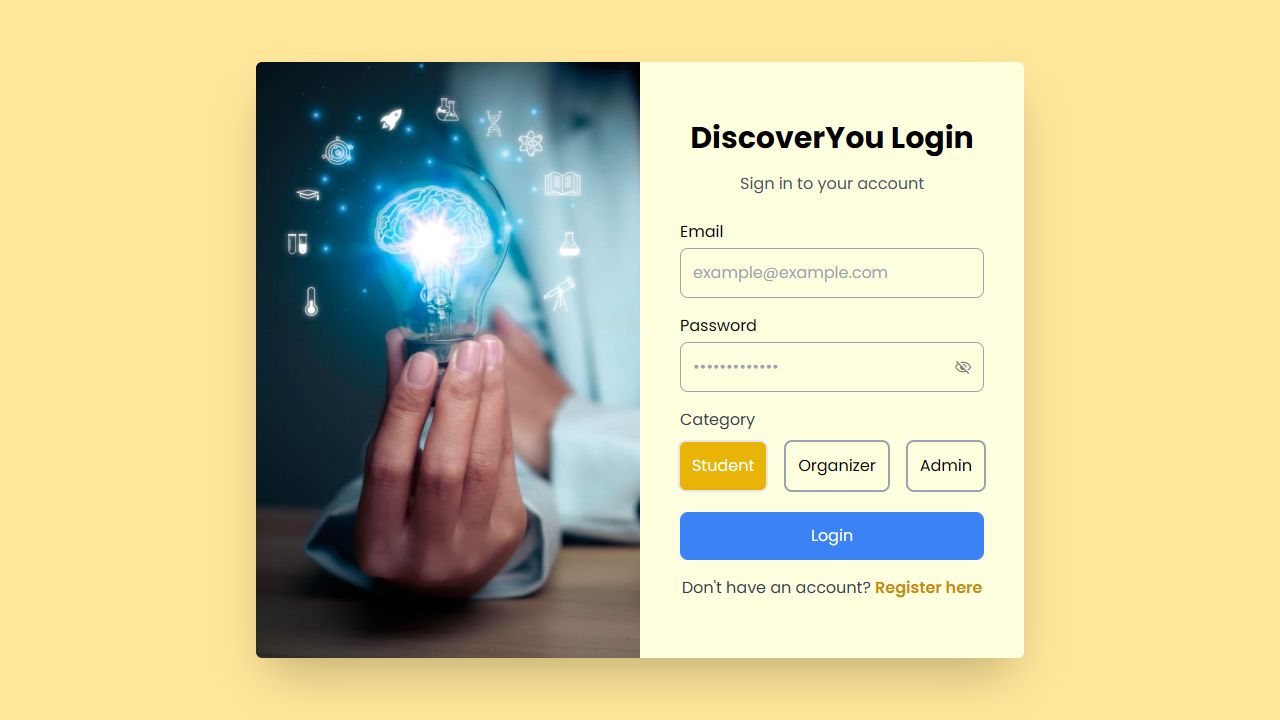 DiscoverYou Login
Sign in to your account
Email
example@example.com
Password
•••••••••••••
Category
Student Organizer Admin
Login
Don't have an account? Register here